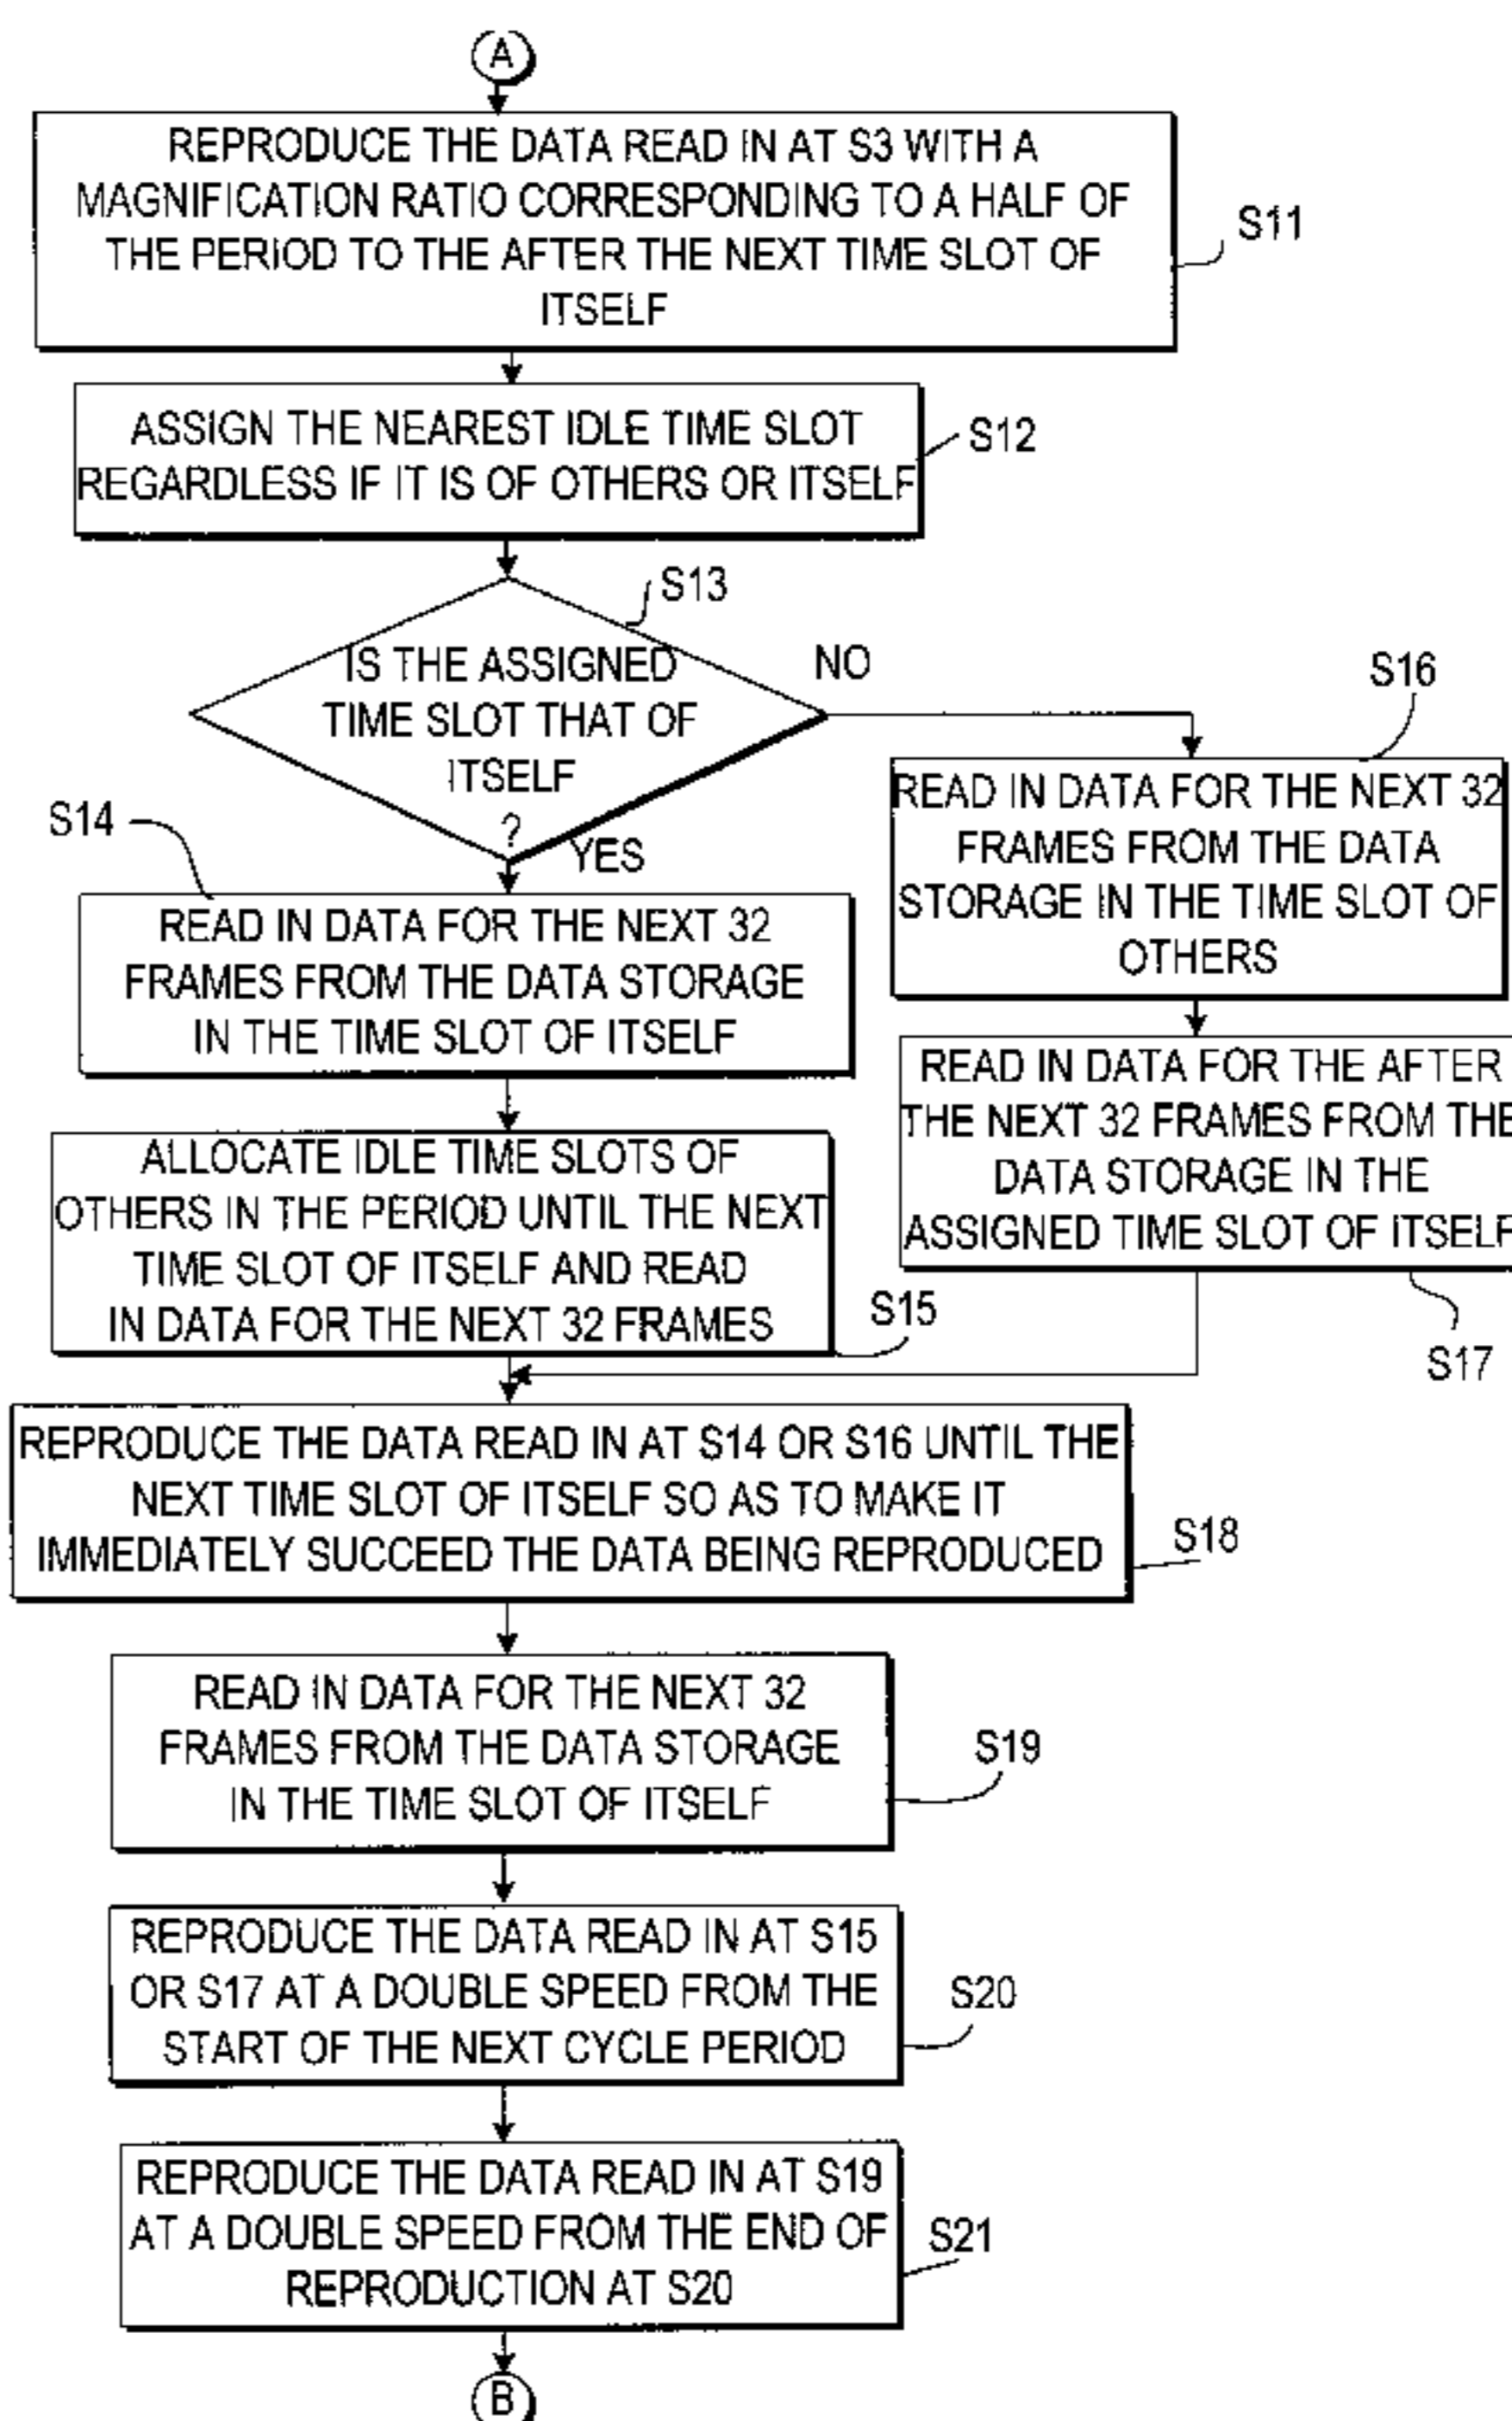 A
REPRODUCE THE DATA READ IN AT S3 WITH A
MAGNIFICATION RATIO CORRESPONDING TO A HALF OF
THE PERIOD TO THE AFTER THE NEXT TIME SLOT OF
ITSELF
S11
ASSIGN THE NEAREST IDLE TIME SLOT
REGARDLESS IF IT IS OF OTHERS OR ITSELF
S12
S13
IS THE ASSIGNED
TIME SLOT THAT OF
ITSELF
?
NO
YES
S14
READ IN DATA FOR THE NEXT 32
FRAMES FROM THE DATA STORAGE
IN THE TIME SLOT OF ITSELF
S16
READ IN DATA FOR THE NEXT 32
FRAMES FROM THE DATA
STORAGE IN THE TIME SLOT OF
OTHERS
ALLOCATE IDLE TIME SLOTS OF
OTHERS IN THE PERIOD UNTIL THE NEXT
TIME SLOT OF ITSELF AND READ
IN DATA FOR THE NEXT 32 FRAMES
S15
READ IN DATA FOR THE AFTER
THE NEXT 32 FRAMES FROM THE
DATA STORAGE IN THE
ASSIGNED TIME SLOT OF ITSELF
S17
REPRODUCE THE DATA READ IN AT S14 OR S16 UNTIL THE
NEXT TIME SLOT OF ITSELF SO AS TO MAKE IT
IMMEDIATELY SUCCEED THE DATA BEING REPRODUCED
S18
READ IN DATA FOR THE NEXT 32
FRAMES FROM THE DATA STORAGE
IN THE TIME SLOT OF ITSELF
S19
REPRODUCE THE DATA READ IN AT S15
OR S17 AT A DOUBLE SPEED FROM THE
START OF THE NEXT CYCLE PERIOD
S20
REPRODUCE THE DATA READ IN AT S19
AT A DOUBLE SPEED FROM THE END OF
REPRODUCTION AT S20
S21
B